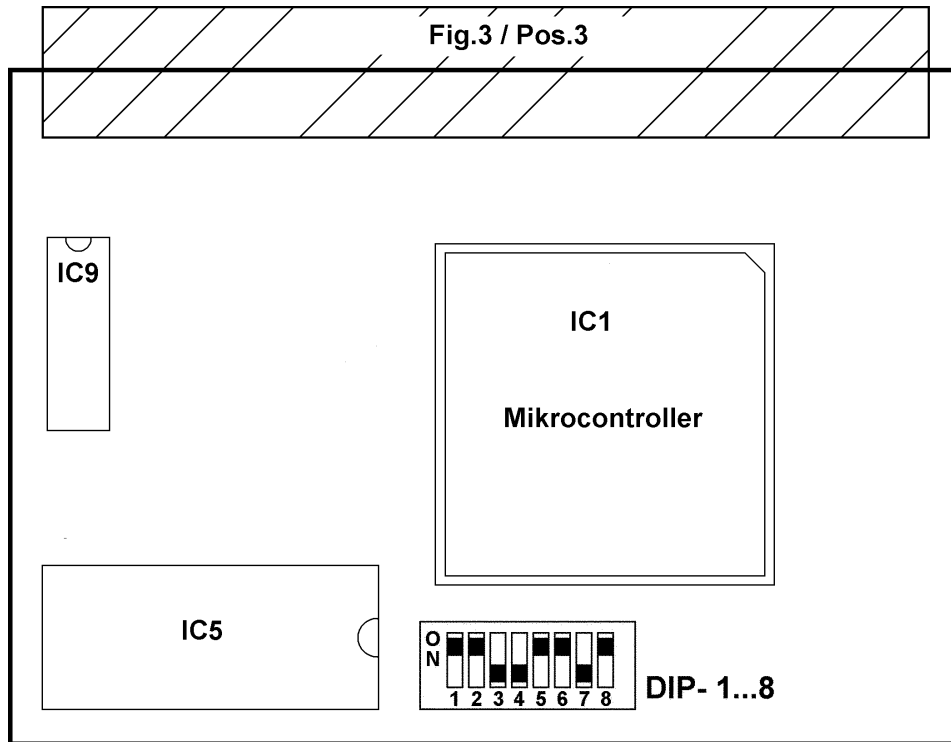 Fig.3 / Pos.3
IC9
IC1
Mikrocontroller
IC5
ON
1 2 3 4 5 6 7 8
DIP- 1...8